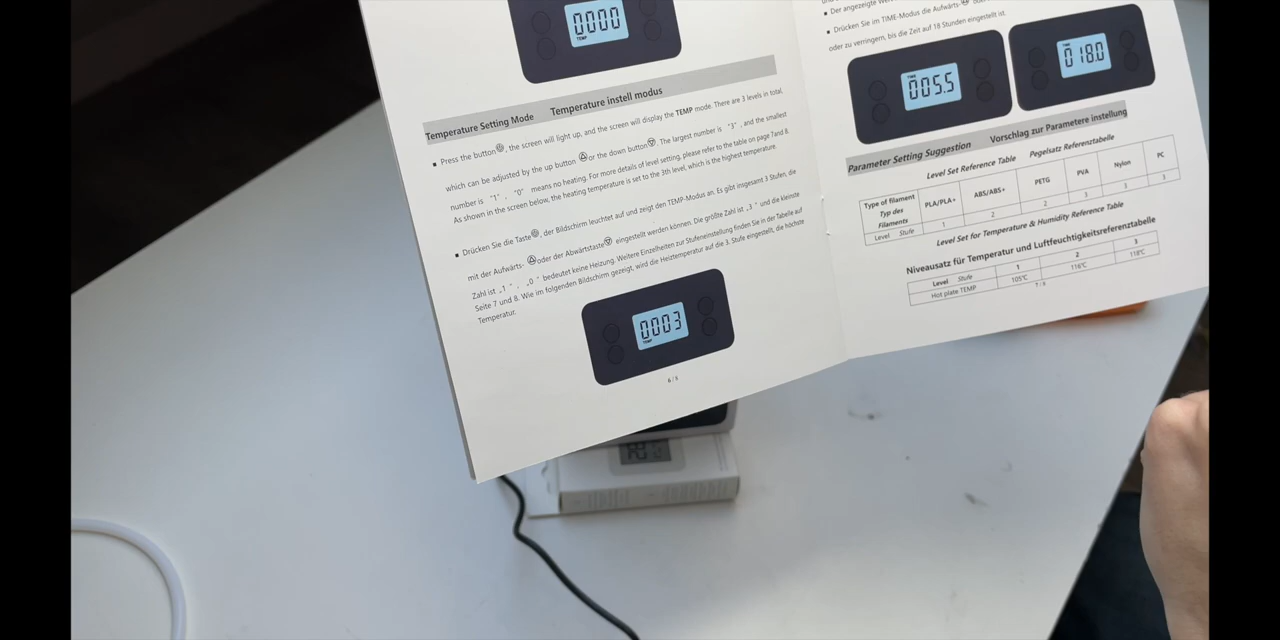 0000
TEMP
Temperature Setting Mode Temperature instell modus
▪ Press the button , the screen will light up, and the screen will display the TEMP mode. There are 3 levels in total,
which can be adjusted by the up button or the down button . The largest number is "3" , and the smallest
number is "1" , "0" means no heating. For more details of level setting, please refer to the table on page 7and 8.
As shown in the screen below, the heating temperature is set to the 3th level, which is the highest temperature.
▪ Drücken Sie die Taste , der Bildschirm leuchtet auf und zeigt den TEMP-Modus an. Es gibt insgesamt 3 Stufen, die
mit der Aufwärts- oder der Abwärtstaste eingestellt werden können. Die größte Zahl ist „3 " und die kleinste
Zahl ist „1 " , „0 " bedeutet keine Heizung. Weitere Einzelheiten zur Stufeneinstellung finden Sie in der Tabelle auf
Seite 7 und 8. Wie im folgenden Bildschirm gezeigt, wird die Heiztemperatur auf die 3. Stufe eingestellt, die höchste
Temperatur.
0003
TEMP
▪ Der angezeigte
▪ Drücken Sie im TIME-Modus die Aufwärts-
oder zu verringern, bis die Zeit auf 18 Stunden eingestellt ist.
TIME
005.5
TIME
018.0
Parameter Setting Suggestion Vorschlag zur Parametere instellung
Level Set Reference Table Pegelsatz Referenztabelle
Type of filament
Typ des
Filaments
PLA/PLA+ ABS/ABS+ PETG PVA Nylon PC
Level Stufe 1 2 2 3 3 3
Level Set for Temperature & Humidity Reference Table
Niveausatz für Temperatur und Luftfeuchtigkeitsreferenztabelle
Level Stufe 1 2 3
Hot plate TEMP 105℃ 116℃ 118℃